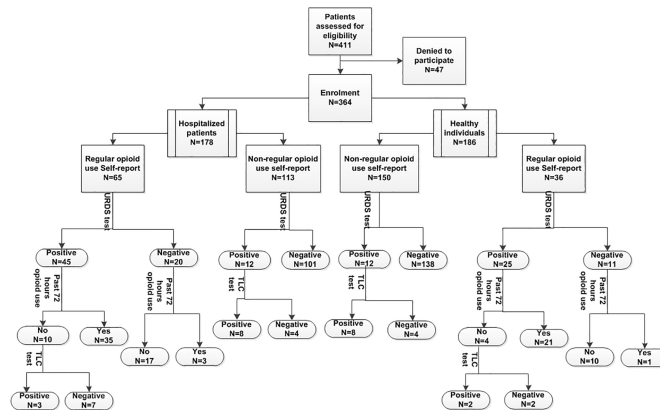 Patients
assessed for
eligibility
N=411
Denied to
participate
N=47
Enrolment
N=364
Hospitalized
patients
N=178
Healthy
individuals
N=186
Regular opioid
use Self-report
N=65
Non-regular opioid
use self-report
N=113
Non-regular opioid
use self-report
N=150
Regular opioid
use Self-report
N=36
URDS test
URDS test
URDS test
URDS test
Positive
N=45
Negative
N=20
Positive
N=12
Negative
N=101
Positive
N=12
Negative
N=138
Positive
N=25
Negative
N=11
Past 72
hours
opioid use
Past 72
hours
opioid use
TLC
test
TLC
test
Past 72
hours
opioid use
Past 72
hours
opioid use
No
N=10
Yes
N=35
No
N=17
Yes
N=3
Positive
N=8
Negative
N=4
Positive
N=8
Negative
N=4
No
N=4
Yes
N=21
No
N=10
Yes
N=1
TLC
test
TLC
test
Positive
N=3
Negative
N=7
Positive
N=2
Negative
N=2